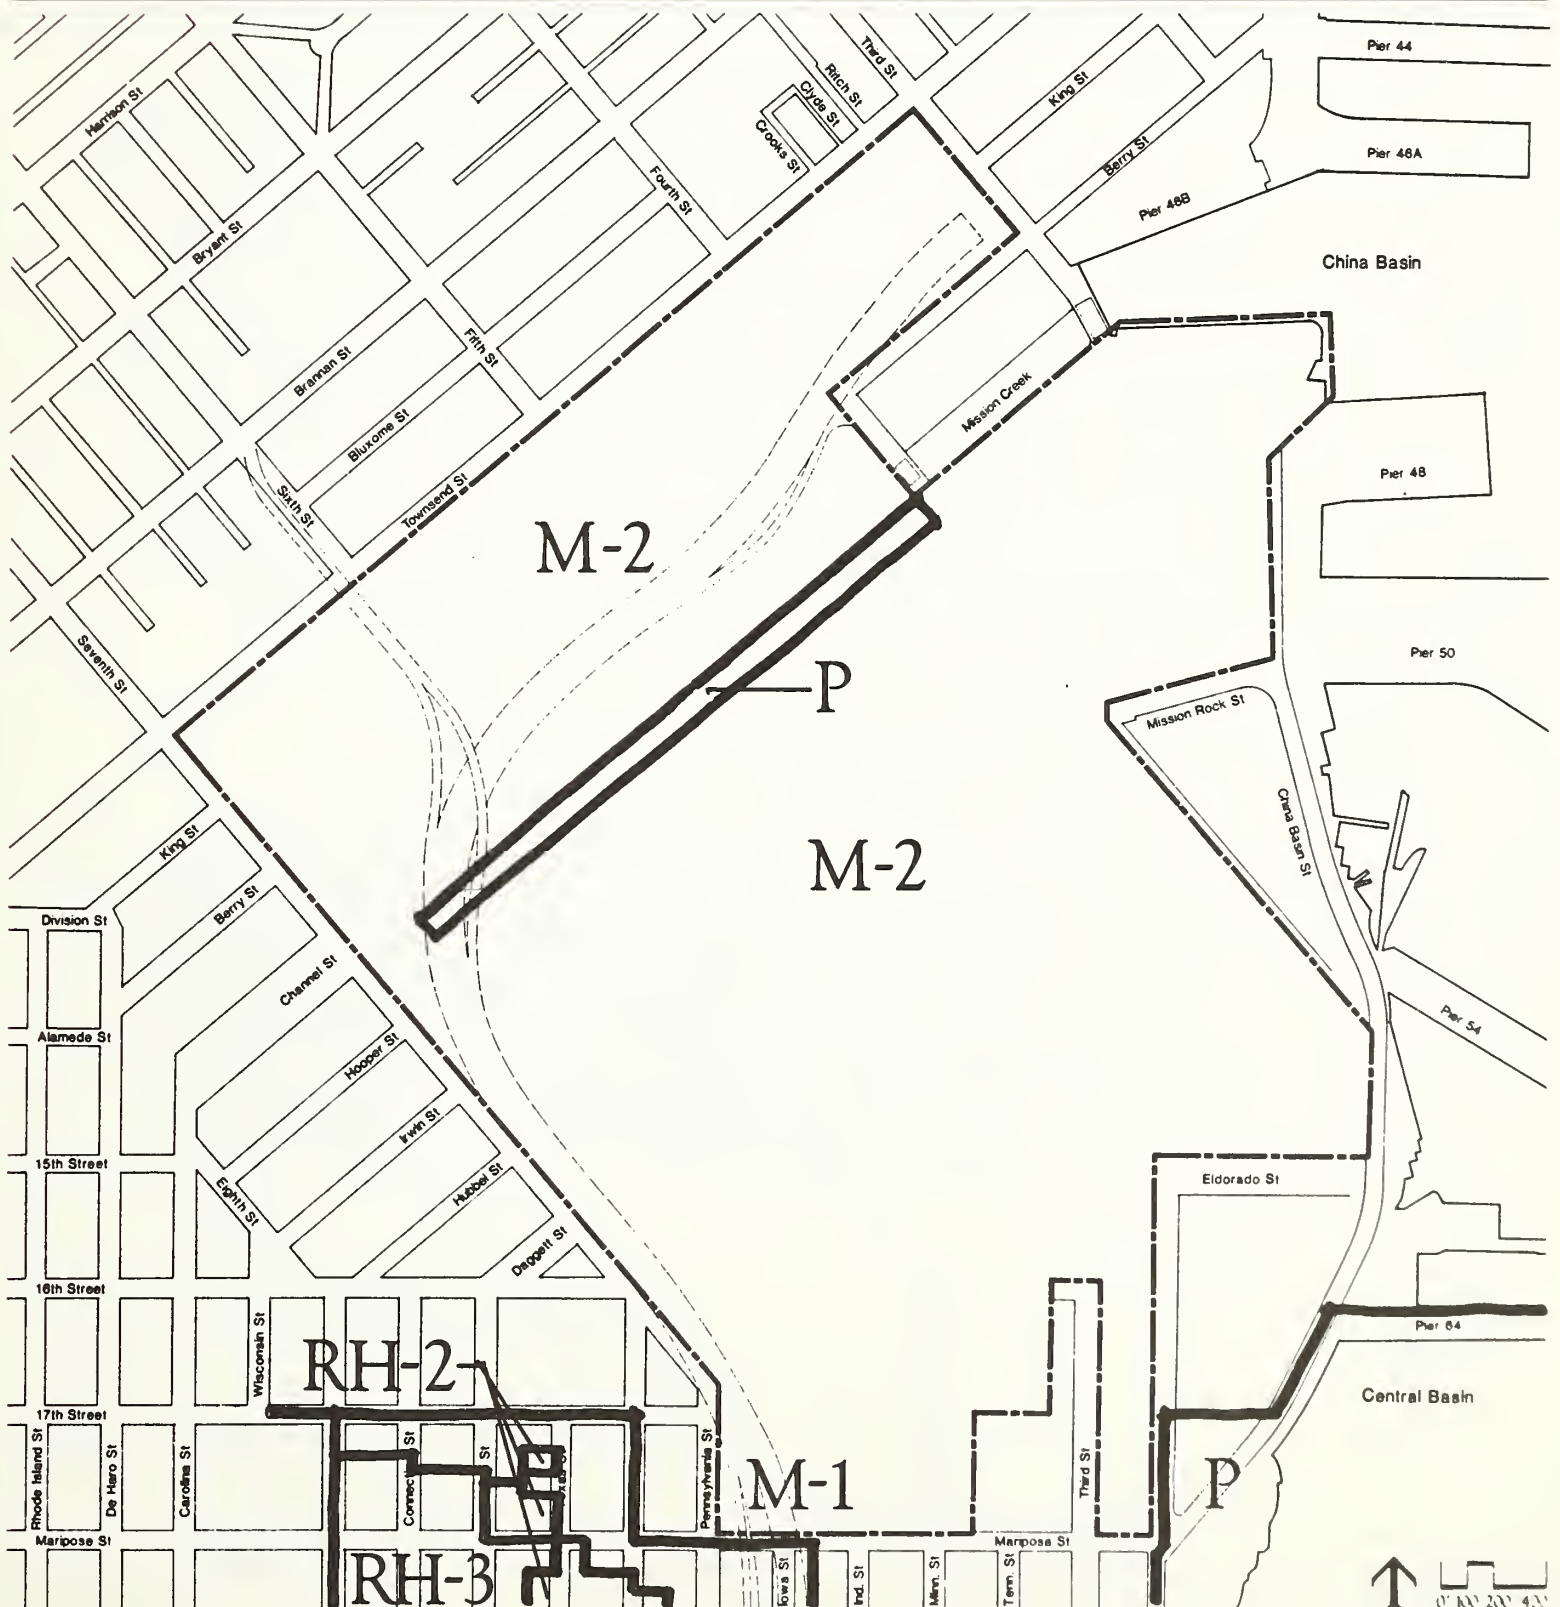 Pier 44
Third St
Ritch St
Clyde St
Crooks St
King St
Harrison St
Berry St
Pier 46A
Fourth St
Pier 46B
Bryant St
China Basin
Fifth St
Brannan St
Mission Creek
Bluxome St
Pier 48
Sixth St
Townsend St
M-2
Seventh St
Pier 50
P
Mission Rock St
China Basin St
King St
M-2
Berry St
Division St
Channel St
Pier 54
Alamede St
Hooper St
Irwin St
15th Street
Eldorado St
Hubbel St
Eighth St
Daggett St
16th Street
Pier 64
Wisconsin St
RH-2
Central Basin
17th Street
Rhode Island St
De Haro St
Carolina St
St
St
Pennsylvania St
M-1
Third St
P
Mariposa St
Mariposa St
RH-3
Iowa St
Ind. St
Minn. St
Tenn. St